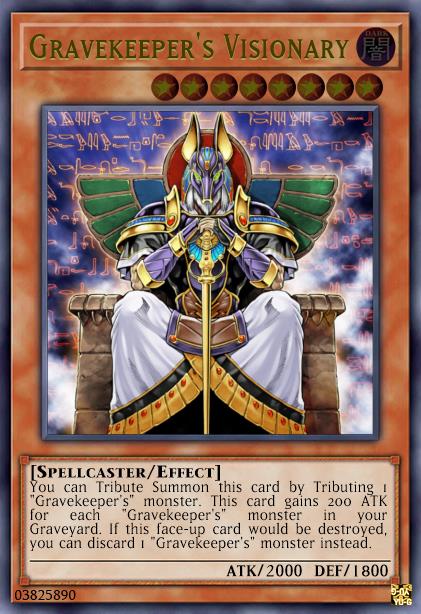 GRAVEKEEPER'S VISIONARY
DARK
闇
[SPELLCASTER/EFFECT]
You can Tribute Summon this card by Tributing 1
"Gravekeeper's" monster. This card gains 200 ATK
for each "Gravekeeper's" monster in your
Graveyard. If this face-up card would be destroyed,
you can discard 1 "Gravekeeper's" monster instead.
ATK/2000 DEF/1800
03825890